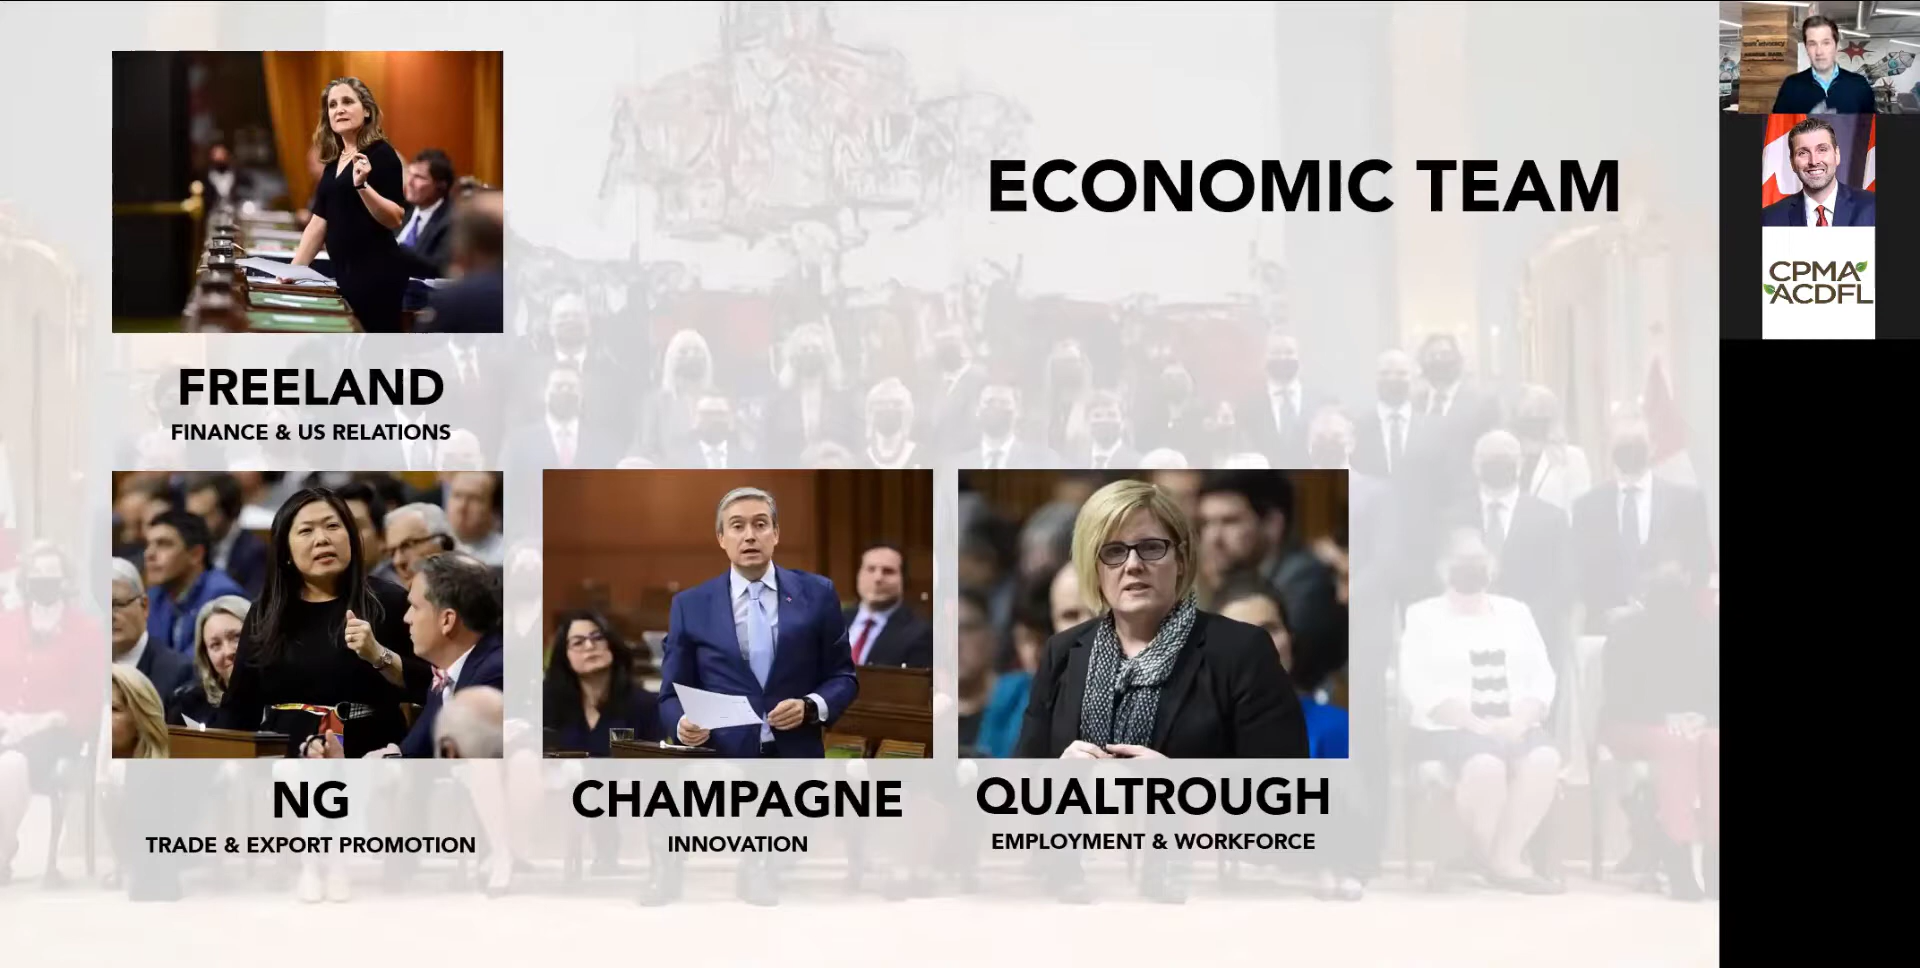 ECONOMIC TEAM
FREELAND
FINANCE & US RELATIONS
NG
TRADE & EXPORT PROMOTION
CHAMPAGNE
INNOVATION
QUALTROUGH
EMPLOYMENT & WORKFORCE
CPMA
ACDFL